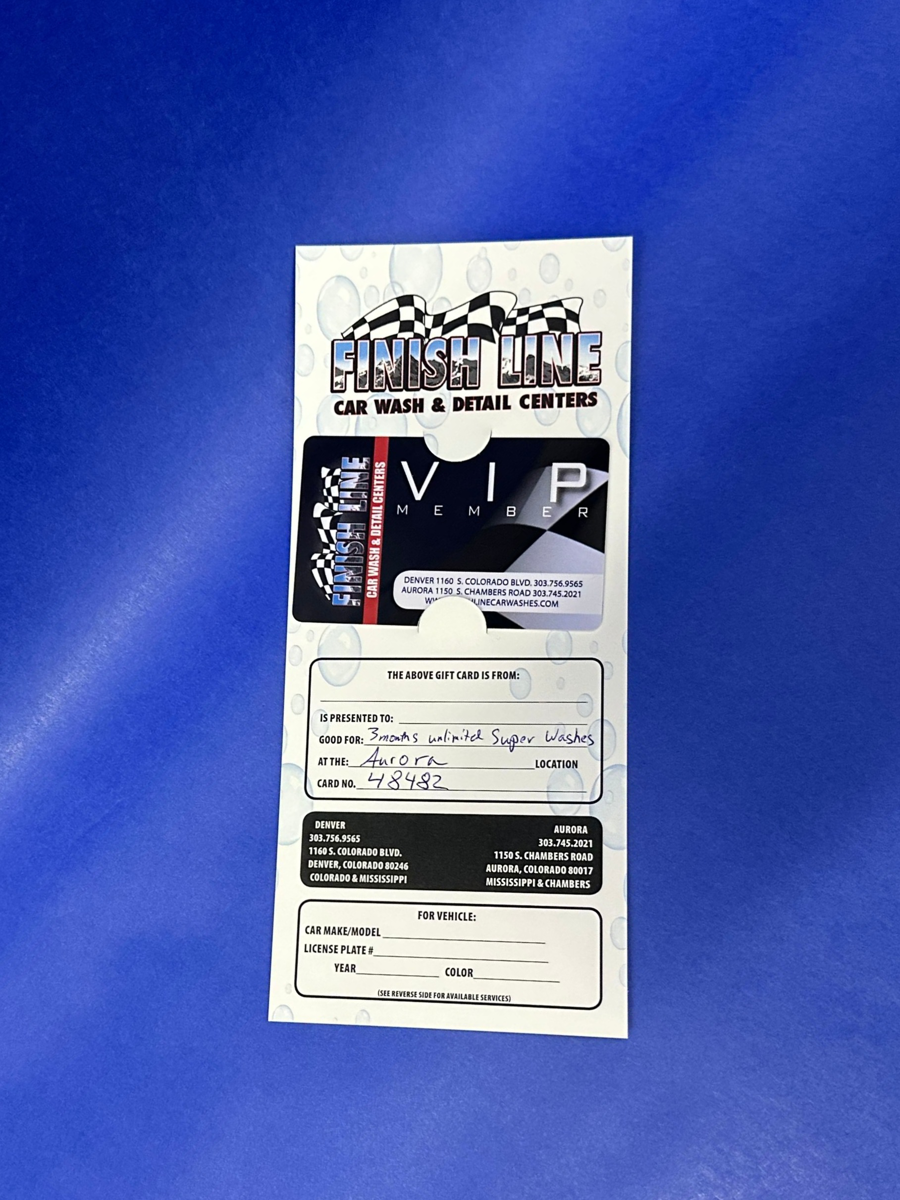 FINISH LINE
CAR WASH & DETAIL CENTERS
FINISH LINE
CAR WASH & DETAIL CENTERS
VIP
MEMBER
DENVER 1160 S. COLORADO BLVD. 303.756.9565
AURORA 1150 S. CHAMBERS ROAD 303.745.2021
THE ABOVE GIFT CARD IS FROM:
IS PRESENTED TO:
GOOD FOR: 3 months unlimited Super Washes
AT THE: Aurora LOCATION
CARD NO. 48482
DENVER
303.756.9565
1160 S. COLORADO BLVD.
DENVER, COLORADO 80246
COLORADO & MISSISSIPPI
AURORA
303.745.2021
1150 S. CHAMBERS ROAD
AURORA, COLORADO 80017
MISSISSIPPI & CHAMBERS
FOR VEHICLE:
CAR MAKE/MODEL
LICENSE PLATE #
YEAR COLOR
(SEE REVERSE SIDE FOR AVAILABLE SERVICES)